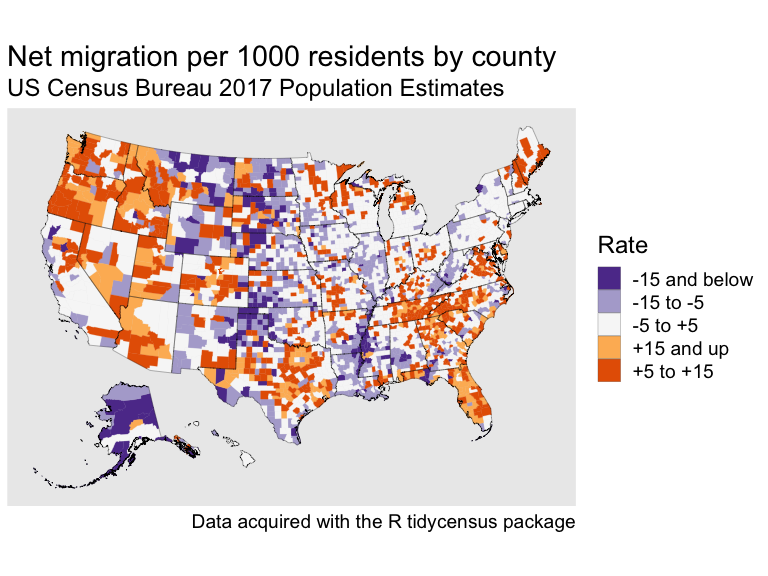 Net migration per 1000 residents by county
US Census Bureau 2017 Population Estimates
Rate
-15 and below
-15 to -5
-5 to +5
+15 and up
+5 to +15
Data acquired with the R tidycensus package